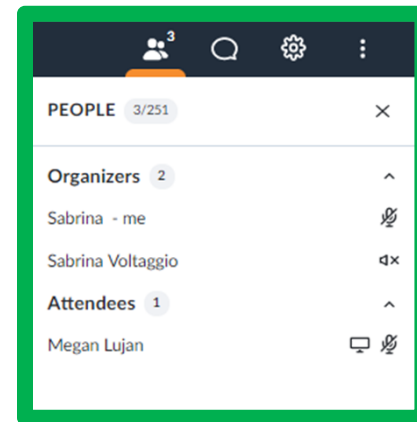 3
PEOPLE 3/251
Organizers 2
Sabrina - me
Sabrina Voltaggio
Attendees 1
Megan Lujan